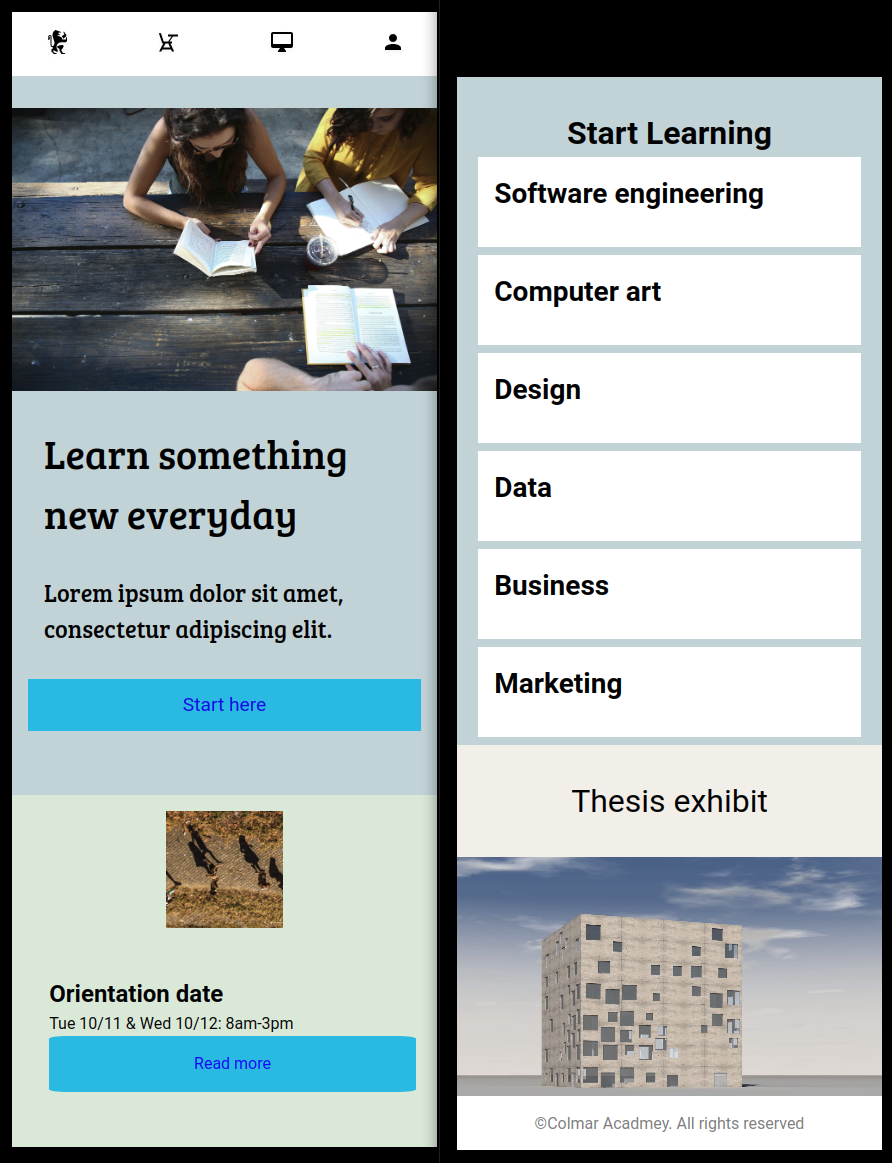 Learn something
new everyday
Lorem ipsum dolor sit amet,
consectetur adipiscing elit.
Start here
Orientation date
Tue 10/11 & Wed 10/12: 8am-3pm
Read more
Start Learning
Software engineering
Computer art
Design
Data
Business
Marketing
Thesis exhibit
©Colmar Acadmey. All rights reserved